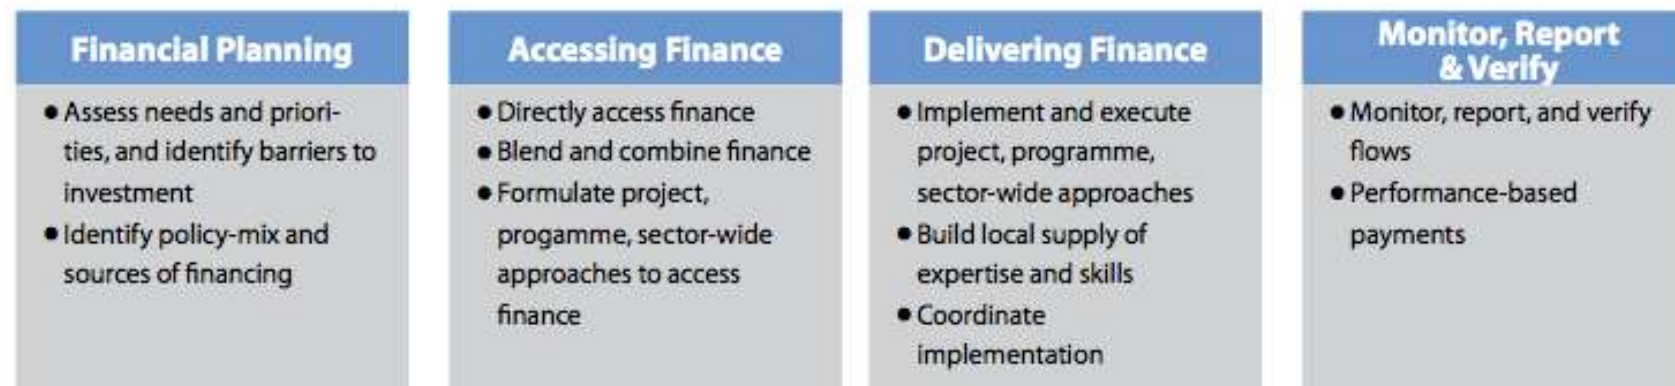 Financial Planning
● Assess needs and priori-
ties, and identify barriers to
investment
● Identify policy-mix and
sources of financing
Accessing Finance
● Directly access finance
● Blend and combine finance
● Formulate project,
progamme, sector-wide
approaches to access
finance
Delivering Finance
● Implement and execute
project, programme,
sector-wide approaches
● Build local supply of
expertise and skills
● Coordinate
implementation
Monitor, Report
& Verify
● Monitor, report, and verify
flows
● Performance-based
payments